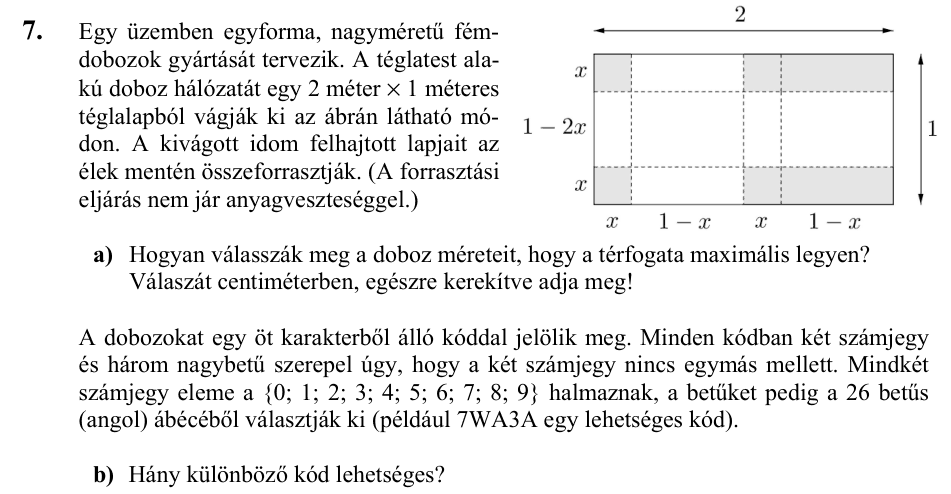 7. Egy üzemben egyforma, nagyméretű fém-
dobozok gyártását tervezik. A téglatest ala-
kú doboz hálózatát egy 2 méter × 1 méteres
téglalapból vágják ki az ábrán látható mó-
don. A kivágott idom felhajtott lapjait az
élek mentén összeforrasztják. (A forrasztási
eljárás nem jár anyagveszteséggel.)
2
x
1 − 2x
1
x
x 1 − x x 1 − x
a) Hogyan válasszák meg a doboz méreteit, hogy a térfogata maximális legyen?
Válaszát centiméterben, egészre kerekítve adja meg!
A dobozokat egy öt karakterből álló kóddal jelölik meg. Minden kódban két számjegy
és három nagybetű szerepel úgy, hogy a két számjegy nincs egymás mellett. Mindkét
számjegy eleme a {0; 1; 2; 3; 4; 5; 6; 7; 8; 9} halmaznak, a betűket pedig a 26 betűs
(angol) ábécéből választják ki (például 7WA3A egy lehetséges kód).
b) Hány különböző kód lehetséges?